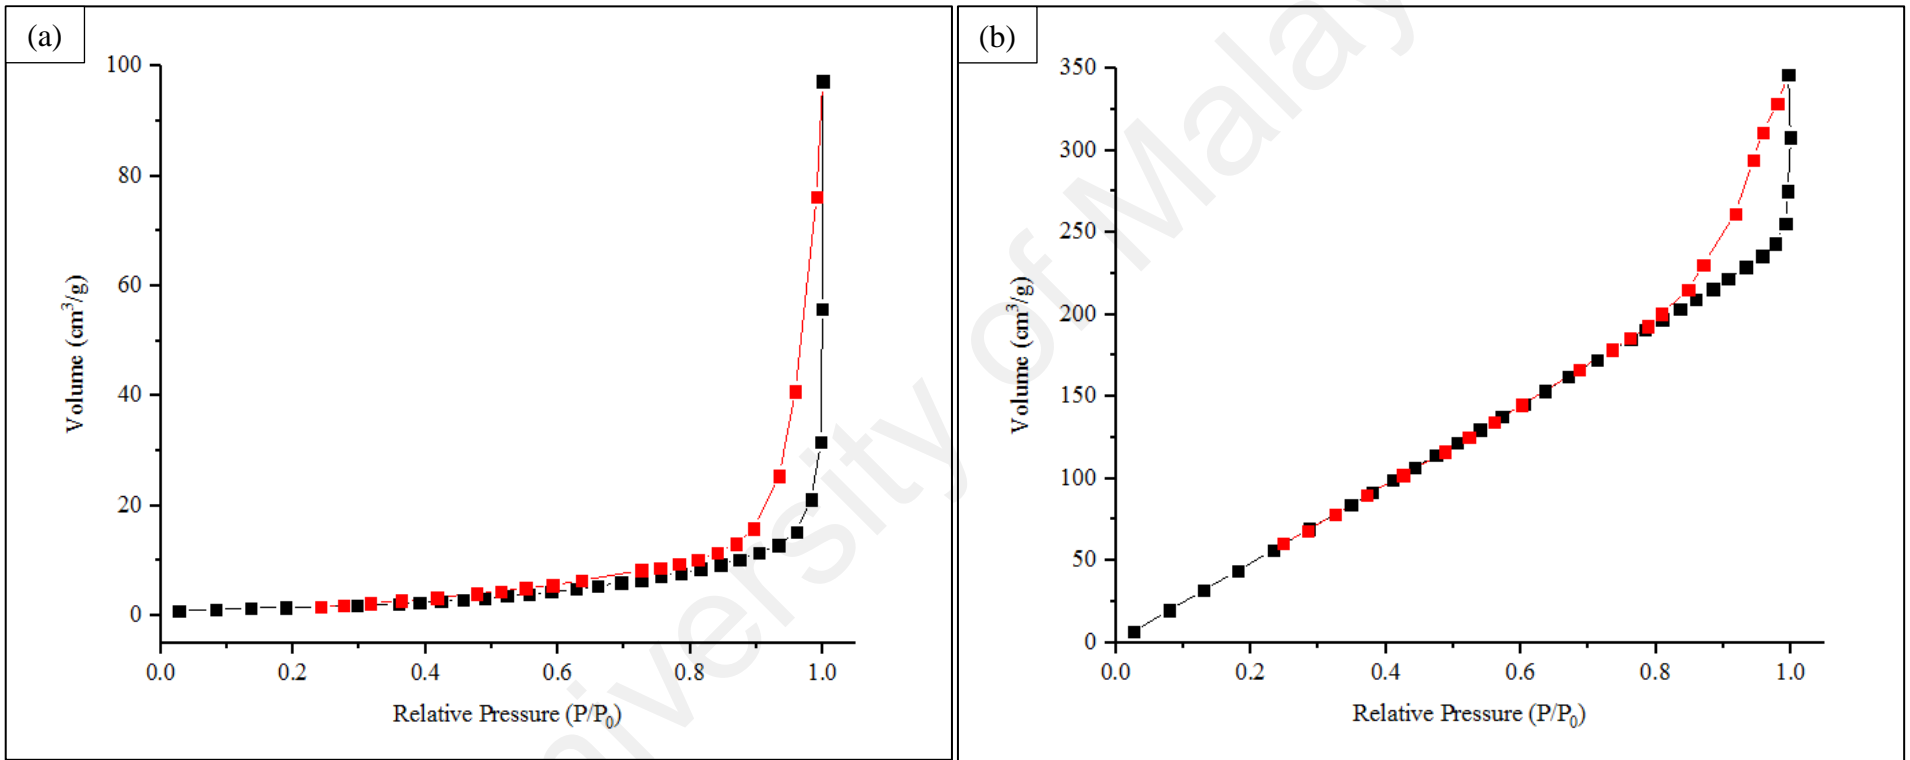 (a)
100
80
60
40
20
0
Volume (cm³/g)
0.0 0.2 0.4 0.6 0.8 1.0
Relative Pressure (P/P₀)
(b)
350
300
250
200
150
100
50
0
Volume (cm³/g)
0.0 0.2 0.4 0.6 0.8 1.0
Relative Pressure (P/P₀)
University of Malay